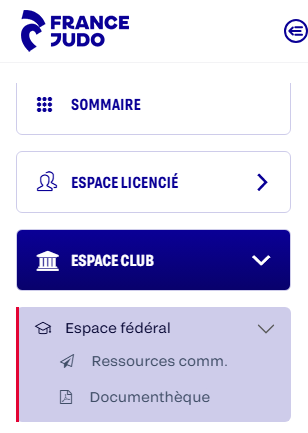 FRANCE
JUDO
SOMMAIRE
ESPACE LICENCIÉ
ESPACE CLUB
Espace fédéral
Ressources comm.
Documenthèque